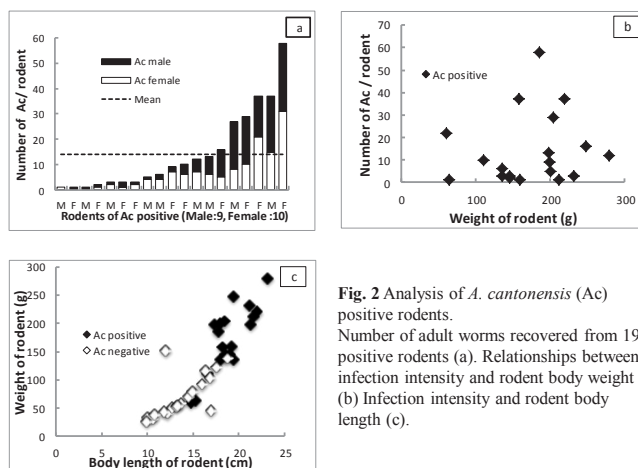 a
Number of Ac/ rodent
60
50
40
30
20
10
0
Ac male
Ac female
Mean
M F M M F F F M M F F M M F M F F M F
Rodents of Ac positive (Male:9, Female :10)
b
Number of Ac / rodent
70
60
50
40
30
20
10
0
Ac positive
0 100 200 300
Weight of rodent (g)
c
Weight of rodent (g)
300
250
200
150
100
50
0
Ac positive
Ac negative
0 5 10 15 20 25
Body length of rodent (cm)
Fig. 2 Analysis of A. cantonensis (Ac)
positive rodents.
Number of adult worms recovered from 19
positive rodents (a). Relationships between
infection intensity and rodent body weight
(b) Infection intensity and rodent body
length (c).